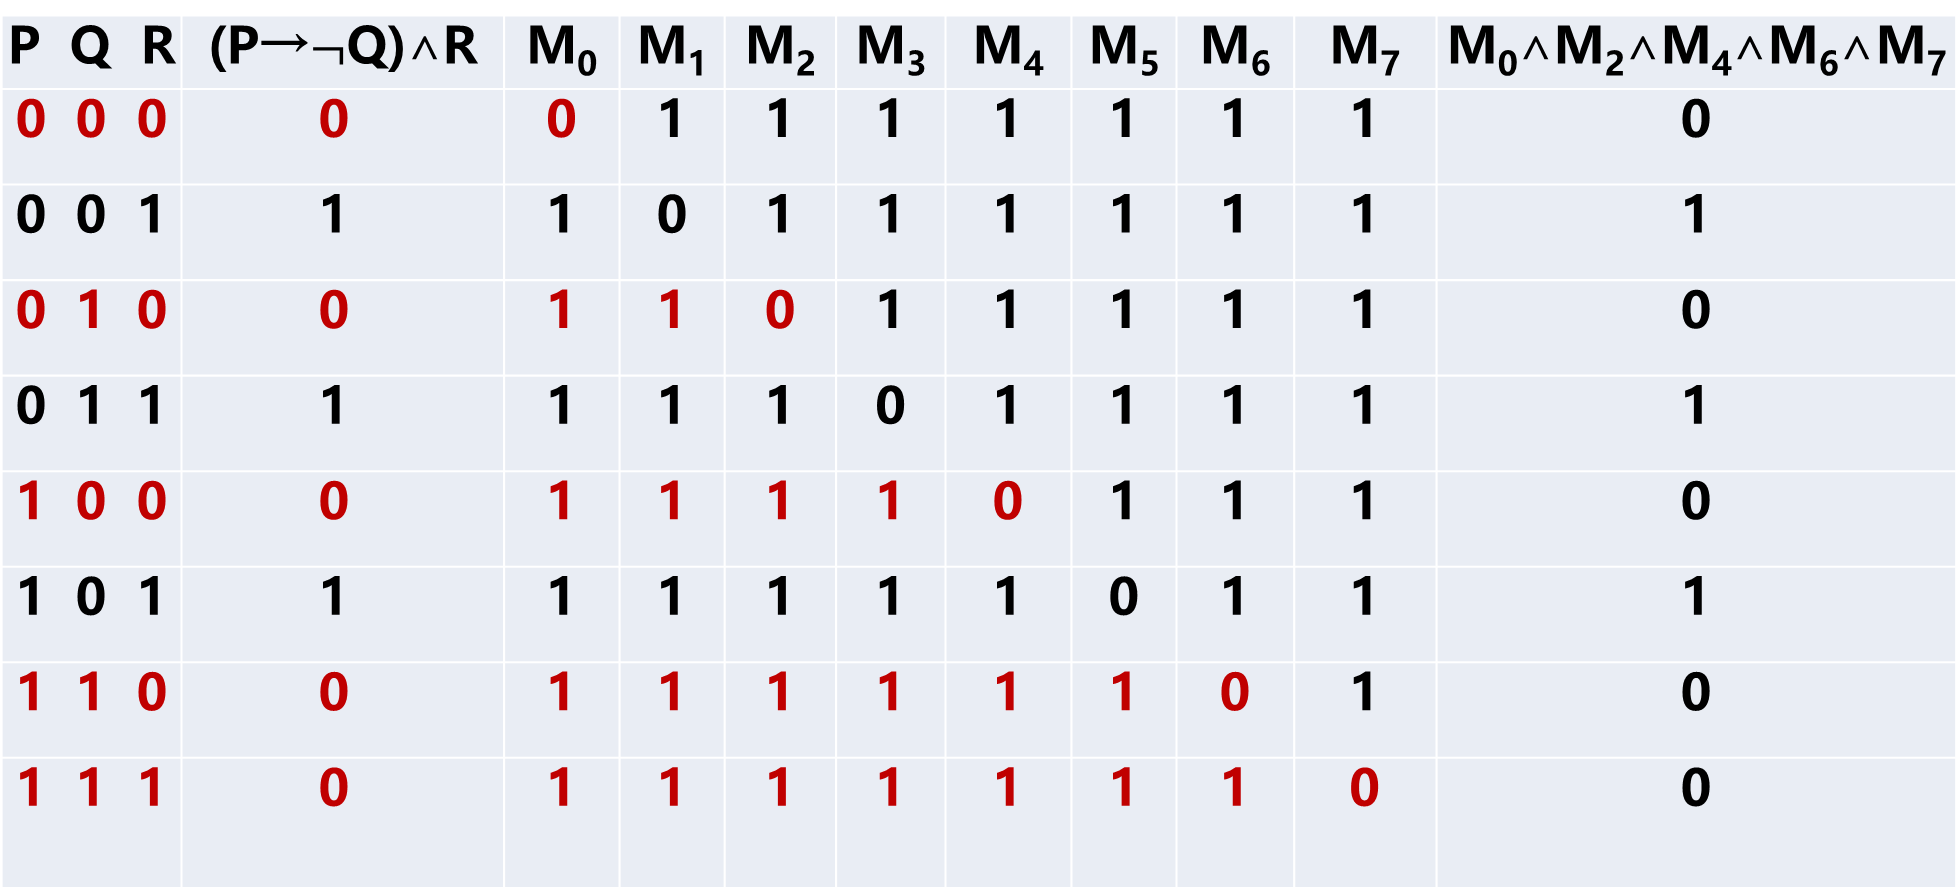 P Q R (P→¬Q)∧R M₀ M₁ M₂ M₃ M₄ M₅ M₆ M₇ M₀∧M₂∧M₄∧M₆∧M₇
0 0 0 0 0 1 1 1 1 1 1 1 0
0 0 1 1 1 0 1 1 1 1 1 1 1
0 1 0 0 1 1 0 1 1 1 1 1 0
0 1 1 1 1 1 1 0 1 1 1 1 1
1 0 0 0 1 1 1 1 0 1 1 1 0
1 0 1 1 1 1 1 1 1 0 1 1 1
1 1 0 0 1 1 1 1 1 1 0 1 0
1 1 1 0 1 1 1 1 1 1 1 0 0